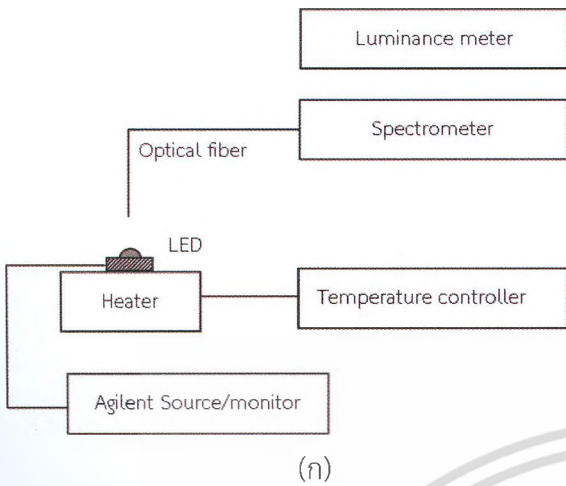 Luminance meter
Spectrometer
Optical fiber
LED
Heater
Temperature controller
Agilent Source/monitor
(ก)